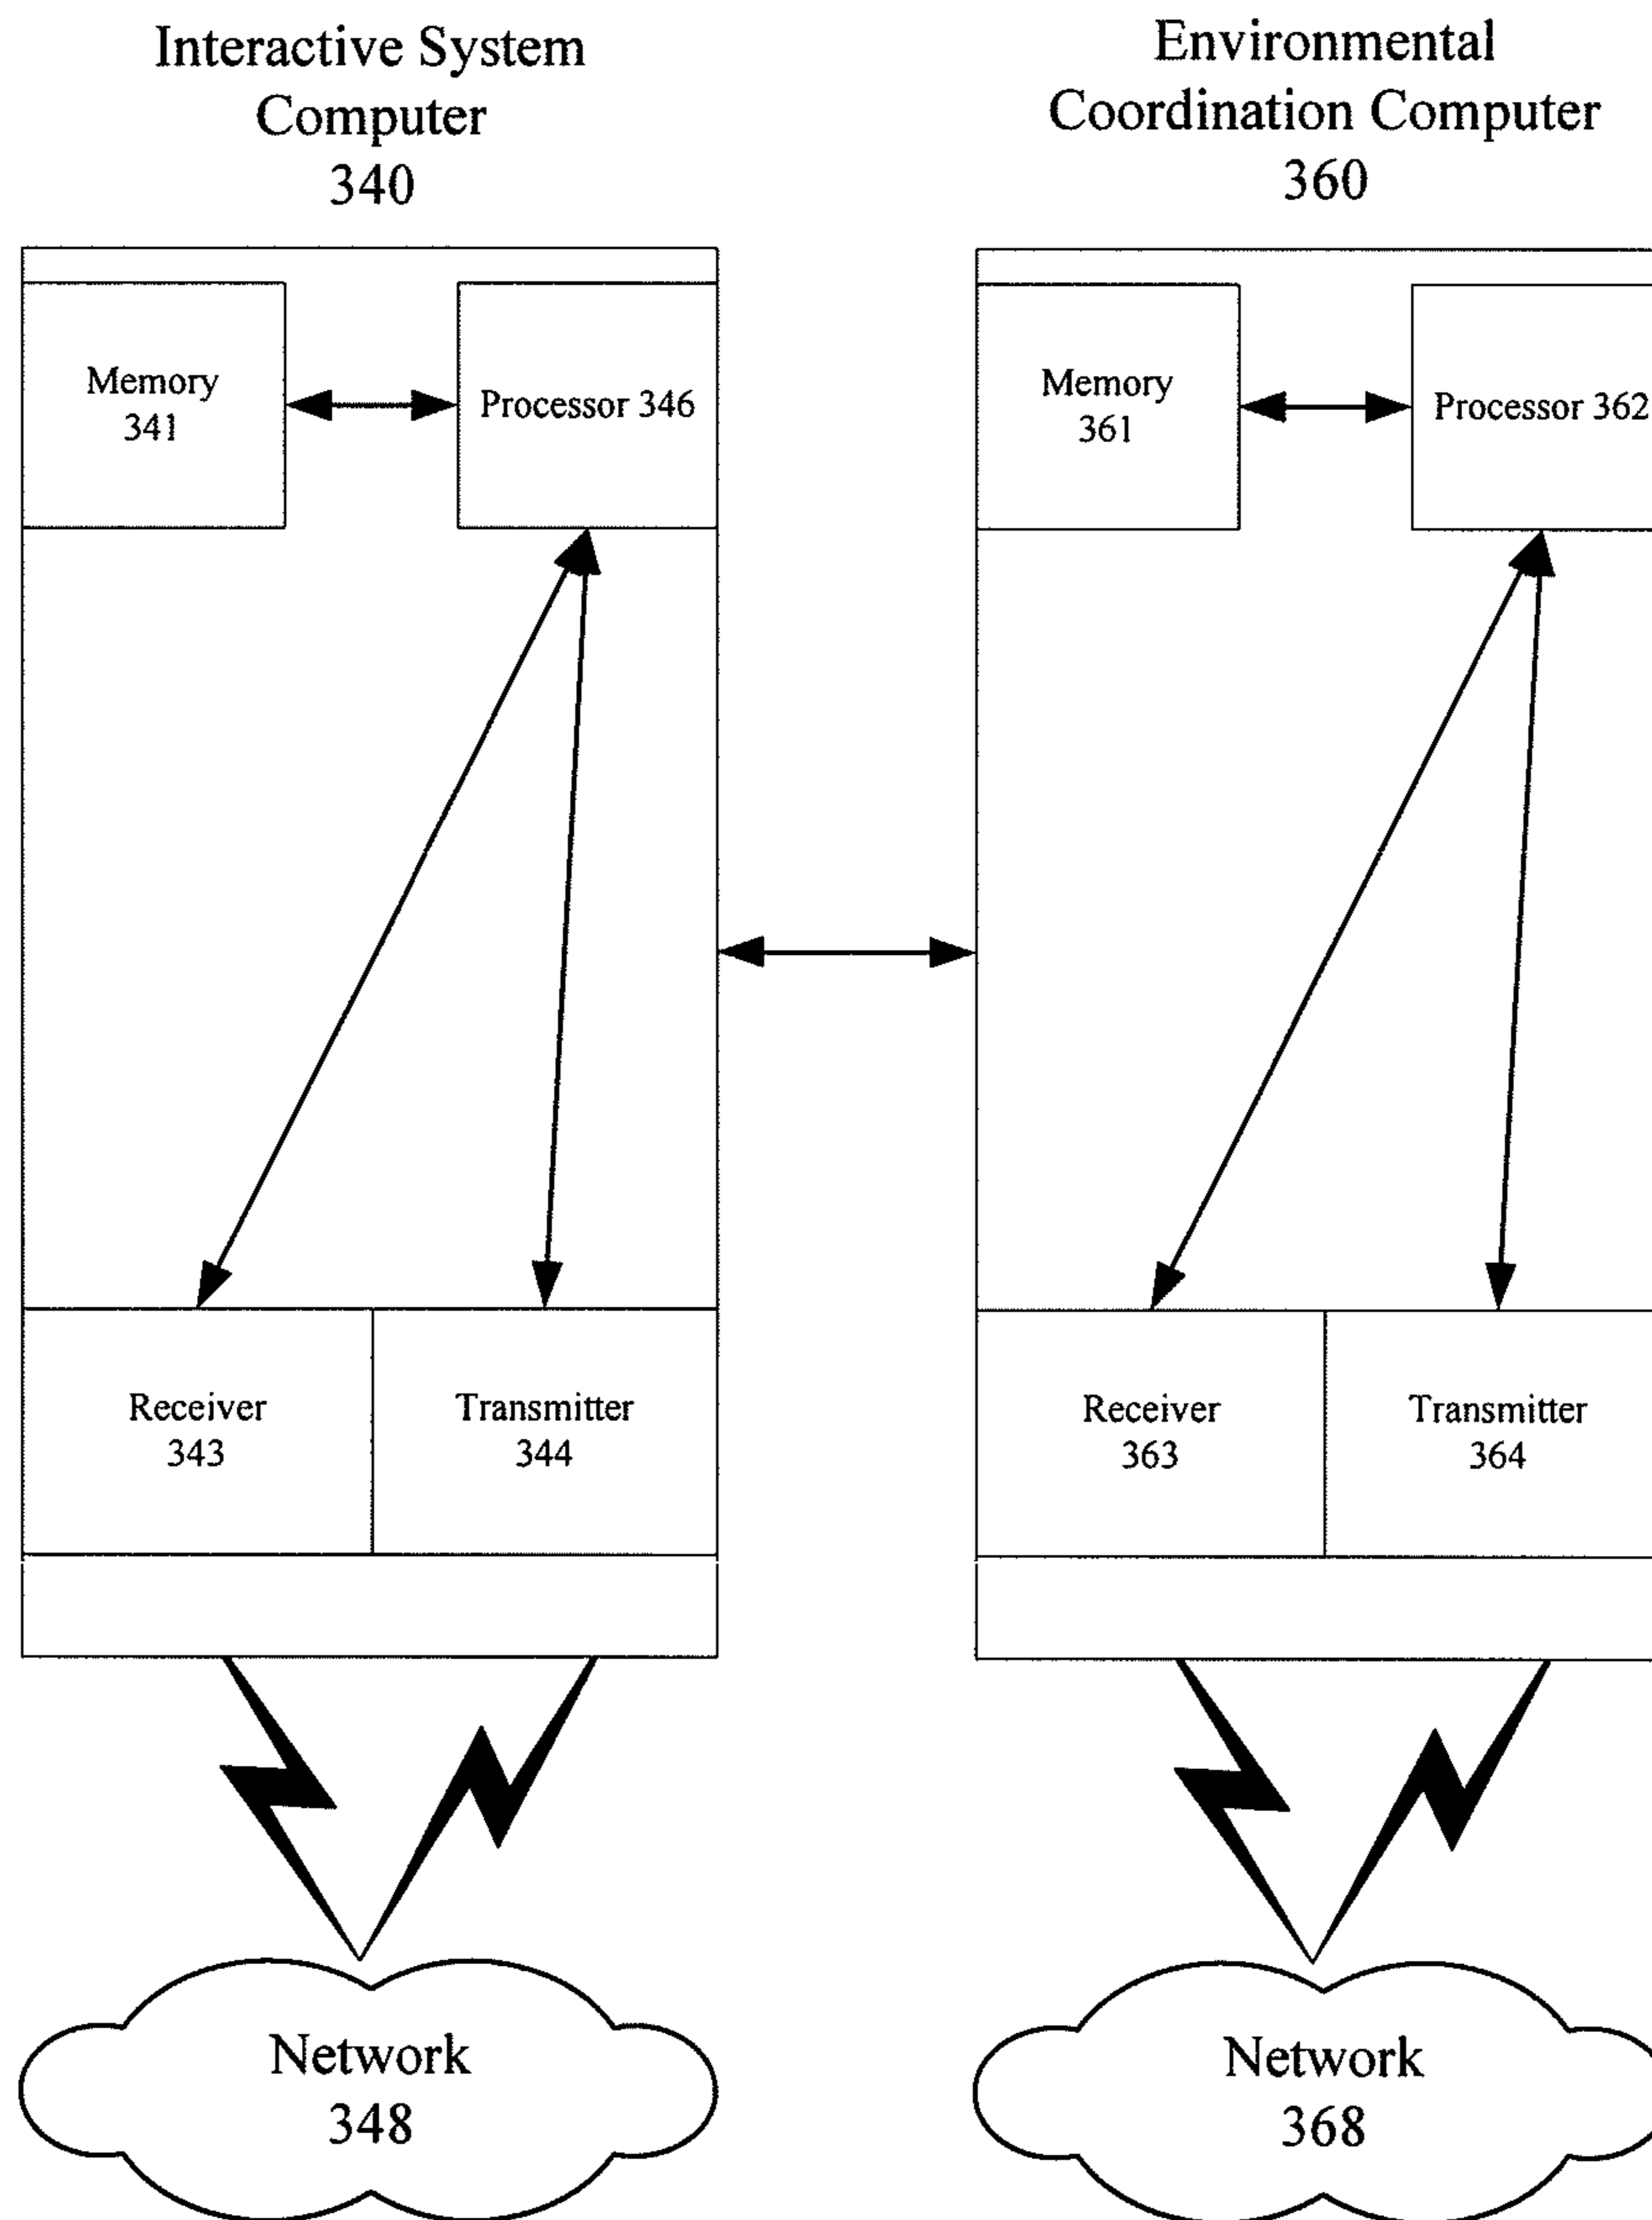 Interactive System
Computer
340
Environmental
Coordination Computer
360
Memory
341
Processor 346
Memory
361
Processor 362
Receiver
343
Transmitter
344
Receiver
363
Transmitter
364
Network
348
Network
368